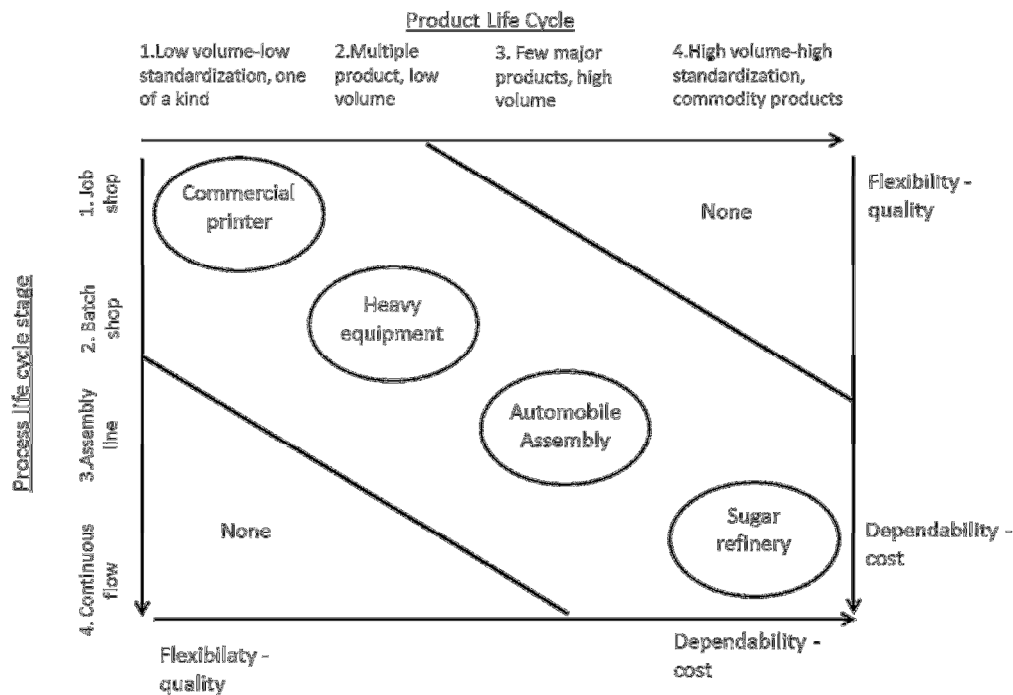 Product Life Cycle
1.Low volume-low
standardization, one
of a kind
2.Multiple
product, low
volume
3. Few major
products, high
volume
4.High volume-high
standardization,
commodity products
Process life cycle stage
1. Job
shop
2. Batch
shop
3.Assembly
line
4. Continuous
flow
Commercial
printer
Heavy
equipment
Automobile
Assembly
Sugar
refinery
None
None
Flexibility -
quality
Dependability -
cost
Flexibilaty -
quality
Dependability -
cost